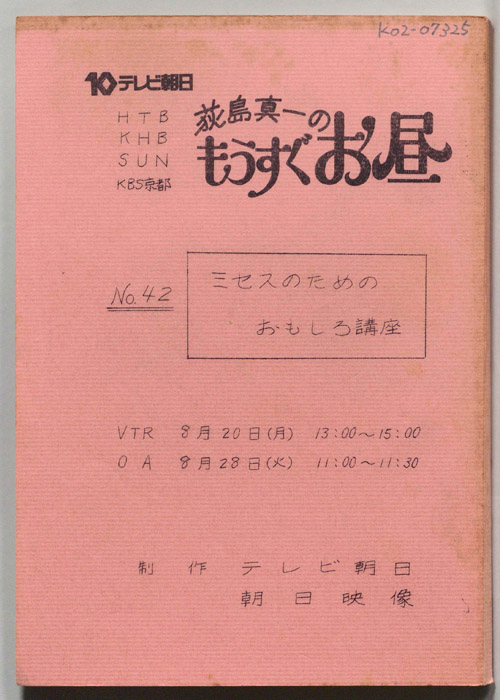 K02-07325
10テレビ朝日
HTB
KHB
SUN
KBS京都
荻島真一の
もうすぐお昼
No.42
ミセスのための
おもしろ講座
VTR 8月20日(月) 13:00〜15:00
OA 8月28日(火) 11:00〜11:30
制作 テレビ朝日
朝日映像